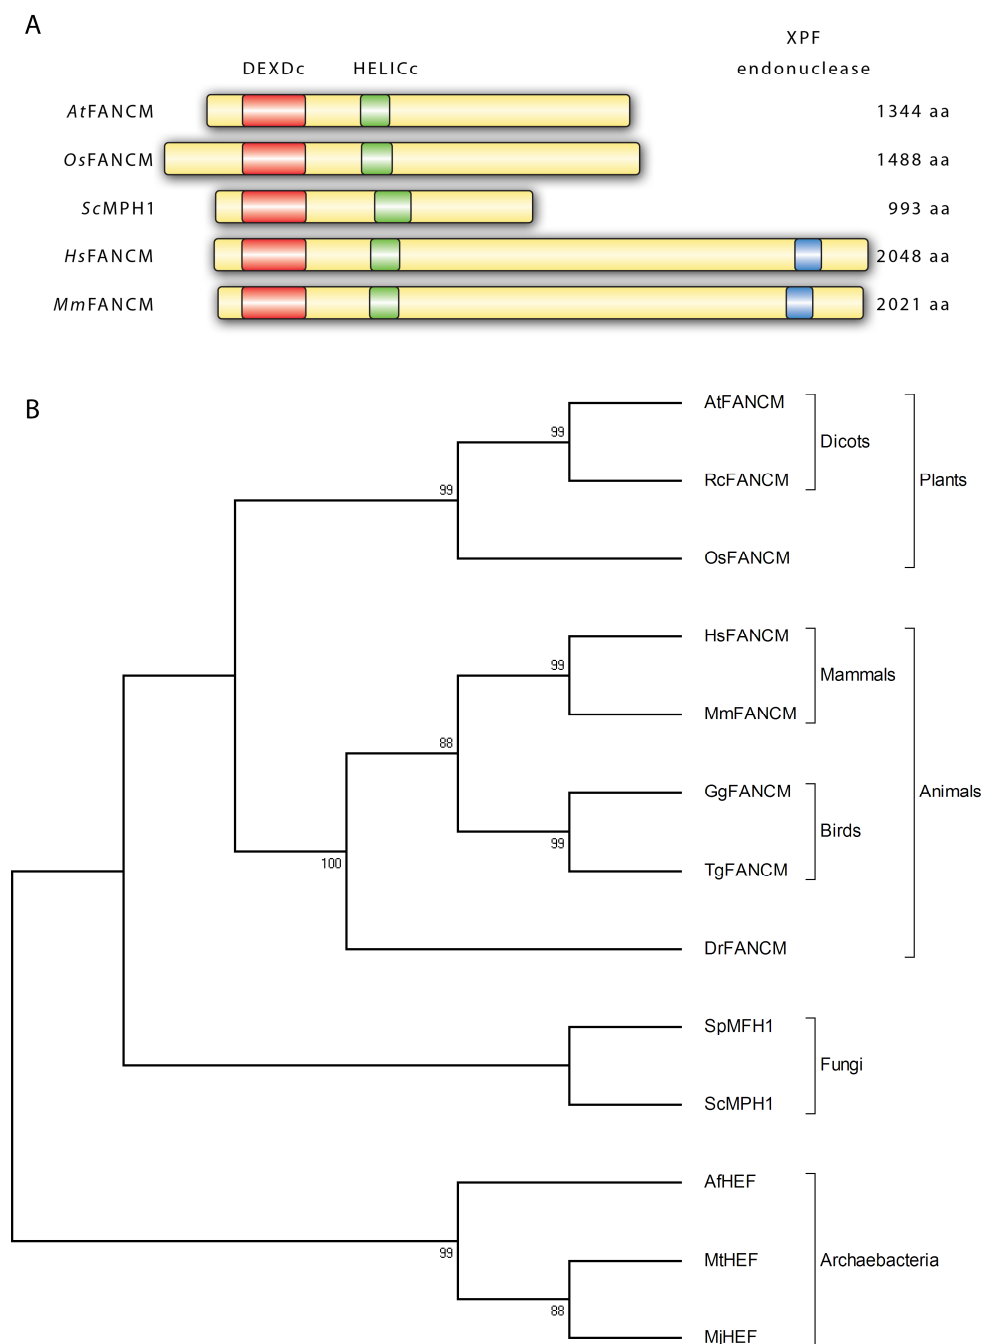 A
XPF
DEXDc HELICc endonuclease
AtFANCM 1344 aa
OsFANCM 1488 aa
ScMPH1 993 aa
HsFANCM 2048 aa
MmFANCM 2021 aa
B
AtFANCM
99
Dicots
RcFANCM
99
Plants
OsFANCM
HsFANCM
99
Mammals
MmFANCM
88
GgFANCM
Animals
Birds
99
TgFANCM
100
DrFANCM
SpMFH1
Fungi
ScMPH1
AfHEF
99
MtHEF
Archaebacteria
88
MjHEF